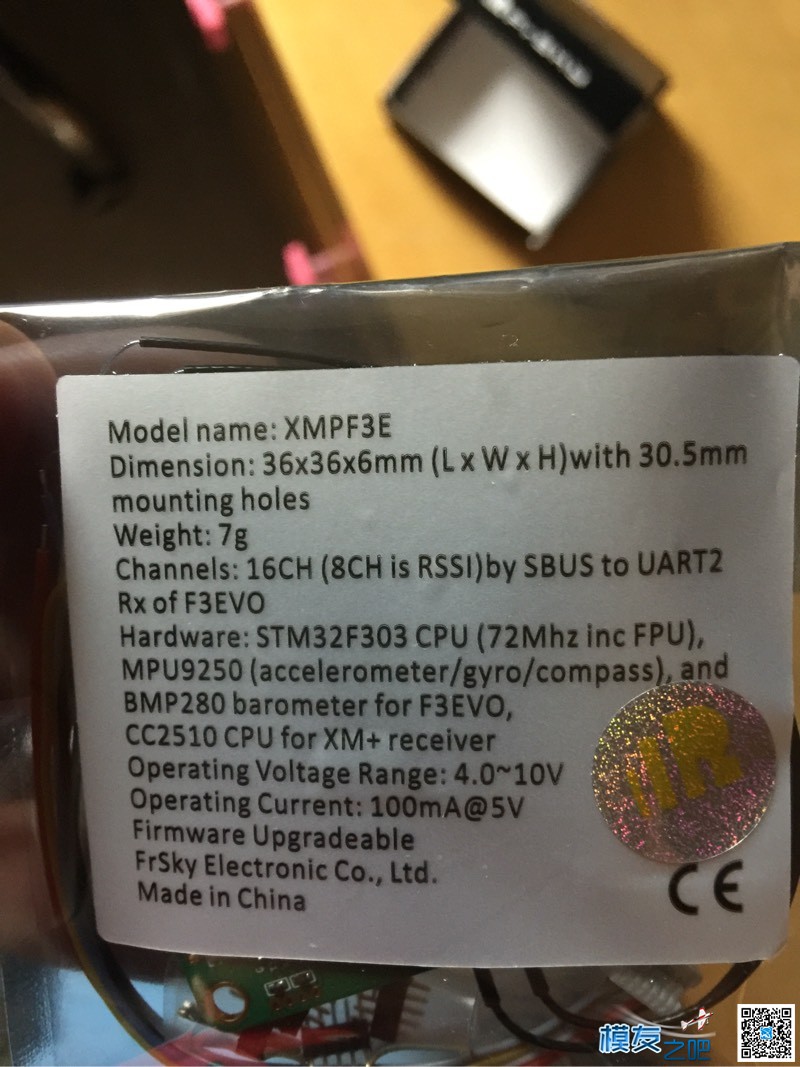 Model name: XMPF3E
Dimension: 36x36x6mm (L x W x H)with 30.5mm
mounting holes
Weight: 7g
Channels: 16CH (8CH is RSSI)by SBUS to UART2
Rx of F3EVO
Hardware: STM32F303 CPU (72Mhz inc FPU),
MPU9250 (accelerometer/gyro/compass), and
BMP280 barometer for F3EVO,
CC2510 CPU for XM+ receiver
Operating Voltage Range: 4.0~10V
Operating Current: 100mA@5V
Firmware Upgradeable
FrSky Electronic Co., Ltd.
Made in China
CE
模友之吧